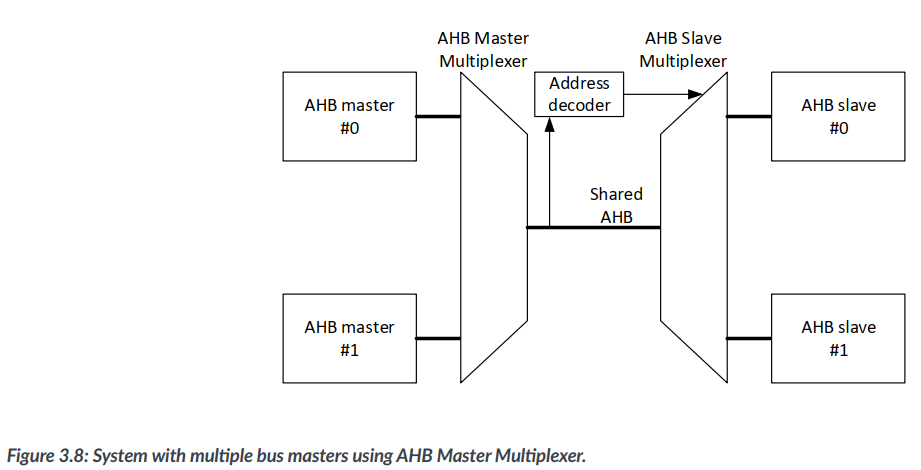 AHB Master
Multiplexer
AHB Slave
Multiplexer
AHB master
#0
Address
decoder
AHB slave
#0
Shared
AHB
AHB master
#1
AHB slave
#1
Figure 3.8: System with multiple bus masters using AHB Master Multiplexer.